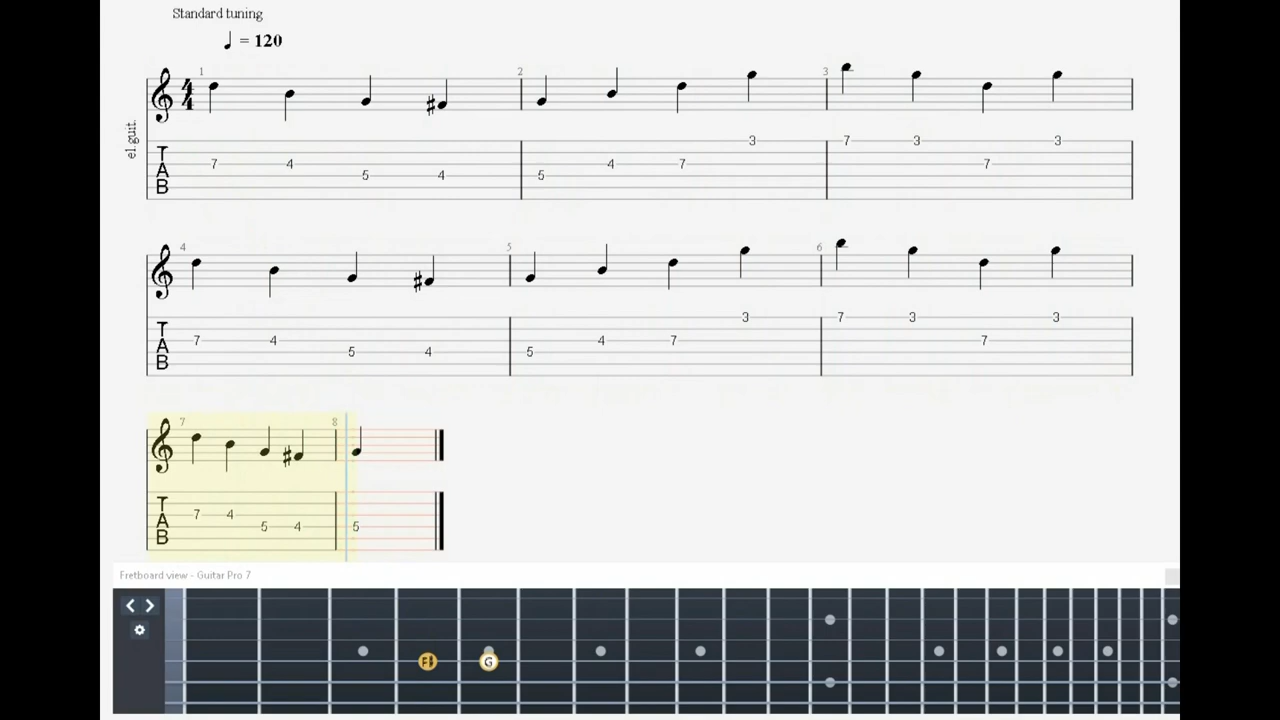 Standard tuning
♩ = 120
1 2 3
4
4
el.guit.
T
A
B
7 4 5 4 5 4 7 3 7 3 7 3
4 5 6
T
A
B
7 4 5 4 5 4 7 3 7 3 7 3
7 8
T
A
B
7 4 5 4 5
Fretboard view - Guitar Pro 7
F♯ G